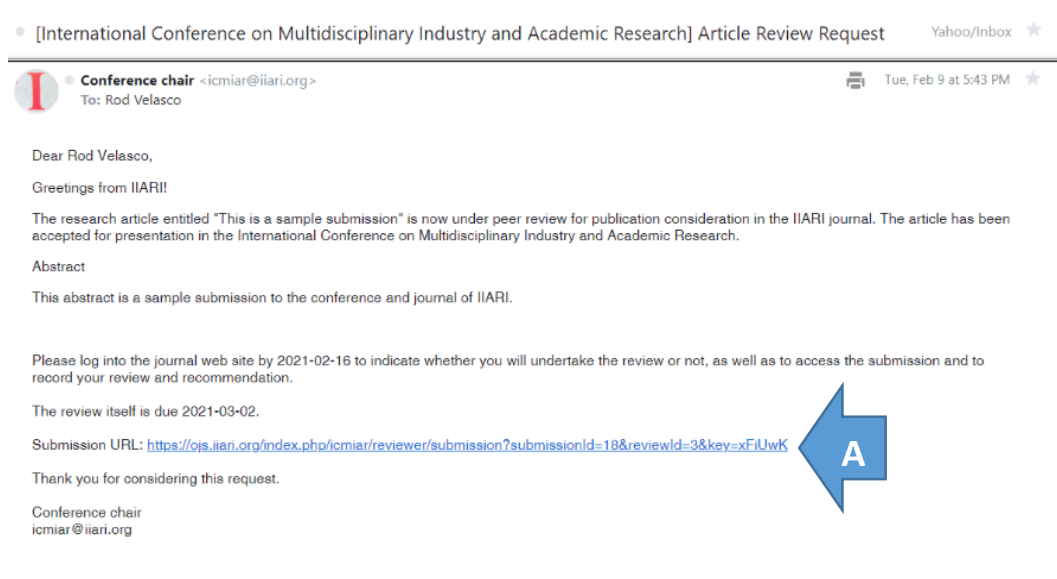 [International Conference on Multidisciplinary Industry and Academic Research] Article Review Request Yahoo/Inbox
I
Conference chair <icmiar@iiari.org> Tue, Feb 9 at 5:43 PM
To: Rod Velasco
Dear Rod Velasco,
Greetings from IIARI!
The research article entitled "This is a sample submission" is now under peer review for publication consideration in the IIARI journal. The article has been
accepted for presentation in the International Conference on Multidisciplinary Industry and Academic Research.
Abstract
This abstract is a sample submission to the conference and journal of IIARI.
Please log into the journal web site by 2021-02-16 to indicate whether you will undertake the review or not, as well as to access the submission and to
record your review and recommendation.
The review itself is due 2021-03-02.
Submission URL: https://ojs.iiari.org/index.php/icmiar/reviewer/submission?submissionId=18&reviewId=3&key=xFiUwK
A
Thank you for considering this request.
Conference chair
icmiar@iiari.org